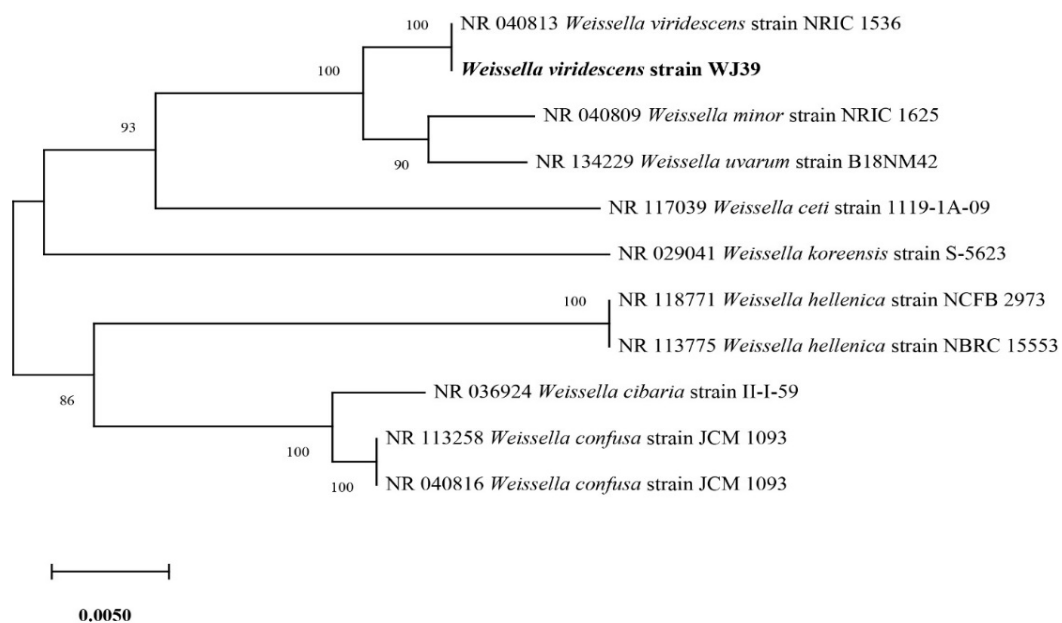 100
NR 040813 Weissella viridescens strain NRIC 1536
Weissella viridescens strain WJ39
100
NR 040809 Weissella minor strain NRIC 1625
93
NR 134229 Weissella uvarum strain B18NM42
90
NR 117039 Weissella ceti strain 1119-1A-09
NR 029041 Weissella koreensis strain S-5623
100
NR 118771 Weissella hellenica strain NCFB 2973
NR 113775 Weissella hellenica strain NBRC 15553
86
NR 036924 Weissella cibaria strain II-I-59
NR 113258 Weissella confusa strain JCM 1093
100
NR 040816 Weissella confusa strain JCM 1093
100
0.0050